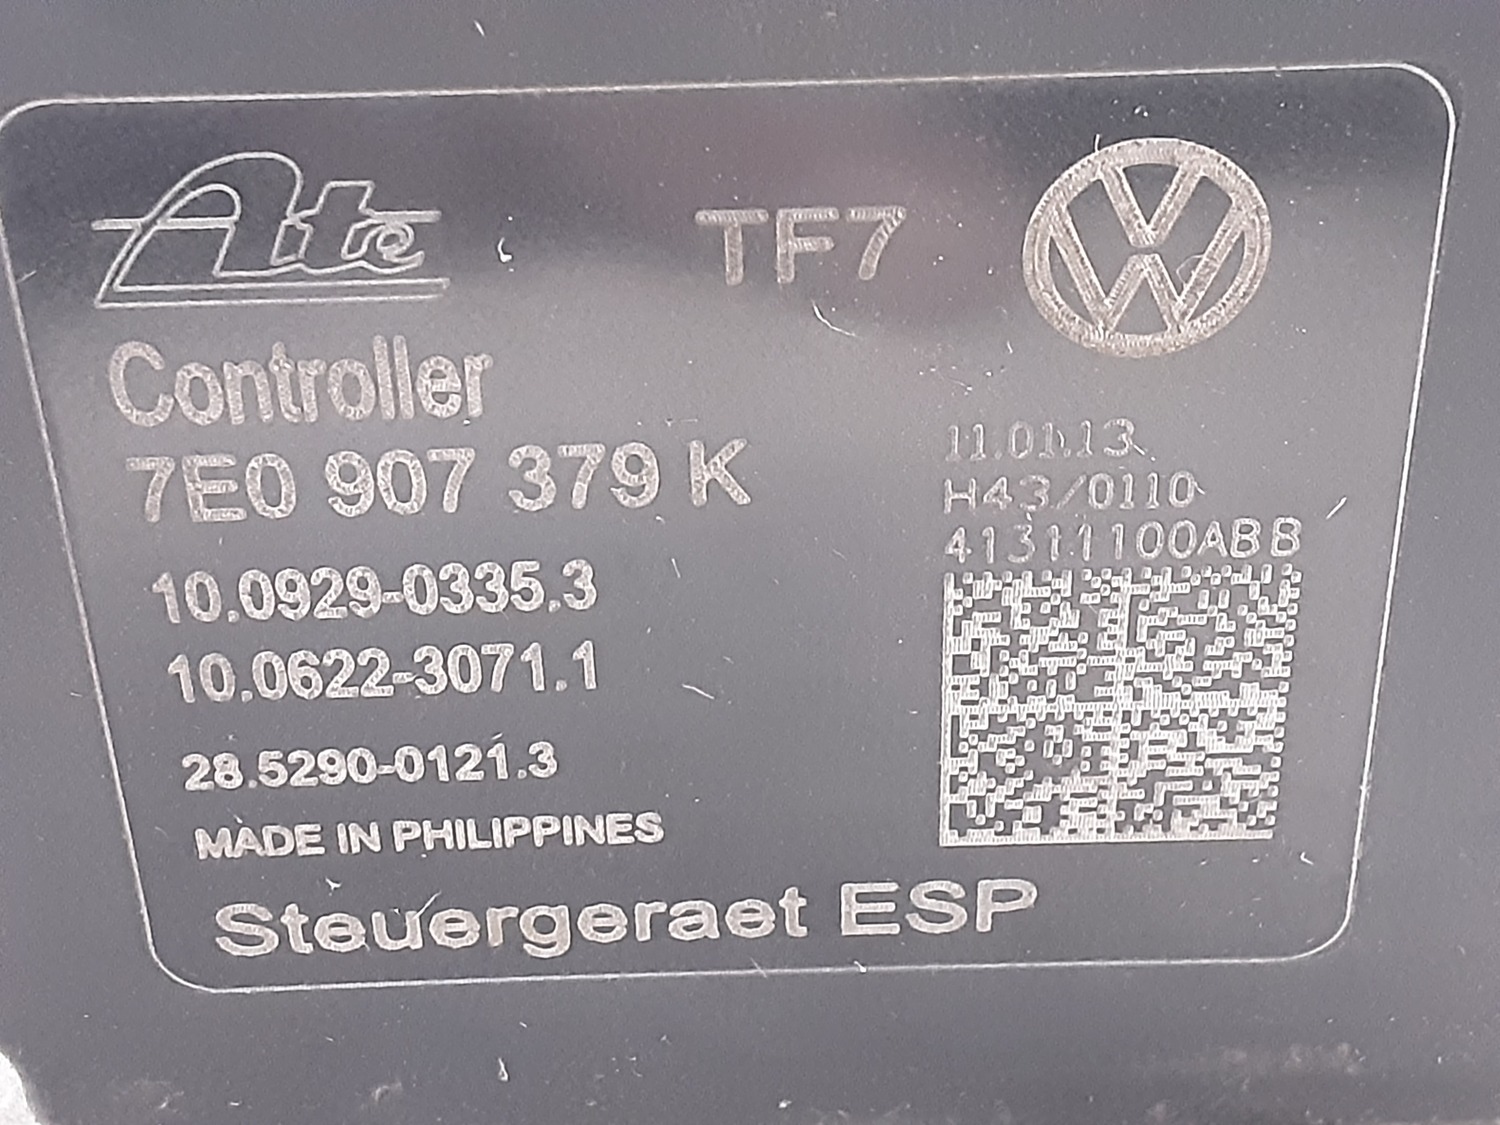 Ate
TF7
Controller
7E0 907 379 K
11.01.13
H43/0110
41311100ABB
10.0929-0335.3
10.0622-3071.1
28.5290-0121.3
MADE IN PHILIPPINES
Steuergeraet ESP